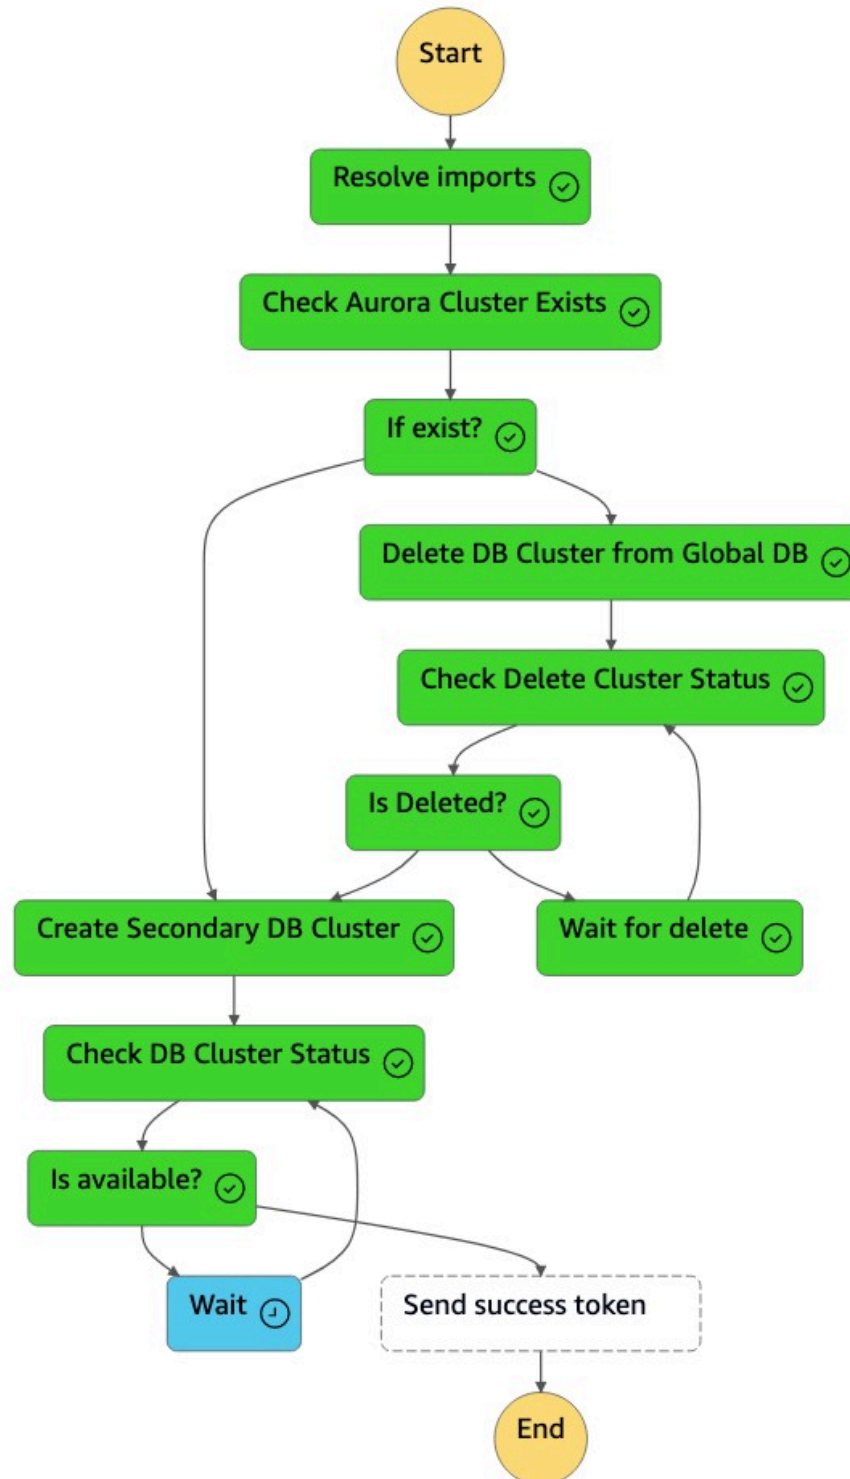 Start
Resolve imports
Check Aurora Cluster Exists
If exist?
Delete DB Cluster from Global DB
Check Delete Cluster Status
Is Deleted?
Create Secondary DB Cluster
Wait for delete
Check DB Cluster Status
Is available?
Wait
Send success token
End